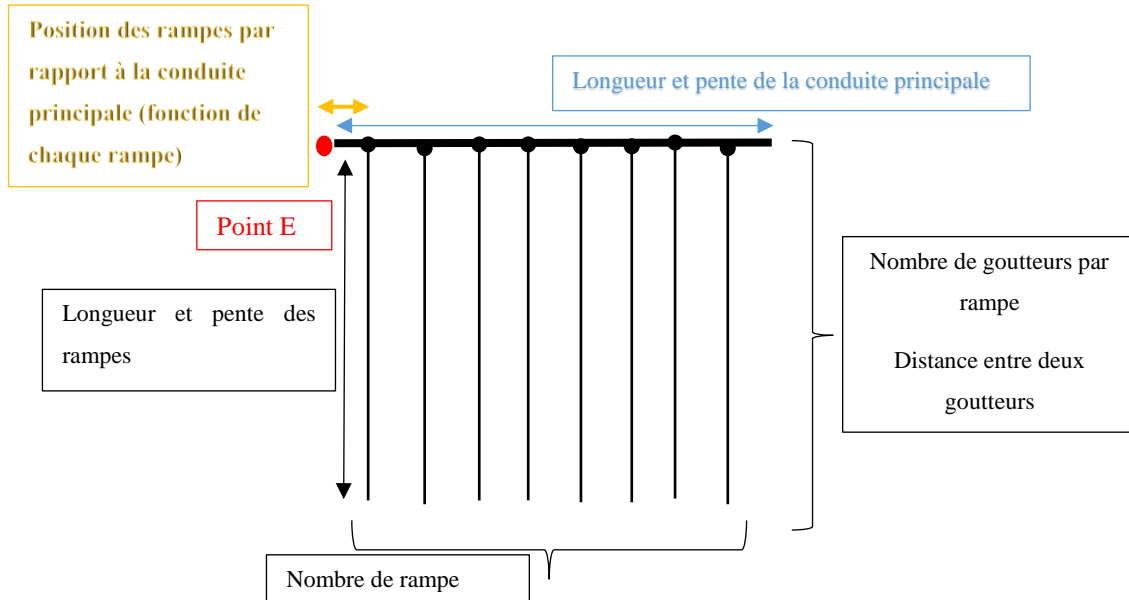 Position des rampes par
rapport à la conduite
principale (fonction de
chaque rampe)
Longueur et pente de la conduite principale
Point E
Longueur et pente des
rampes
Nombre de goutteurs par
rampe
Distance entre deux
goutteurs
Nombre de rampe